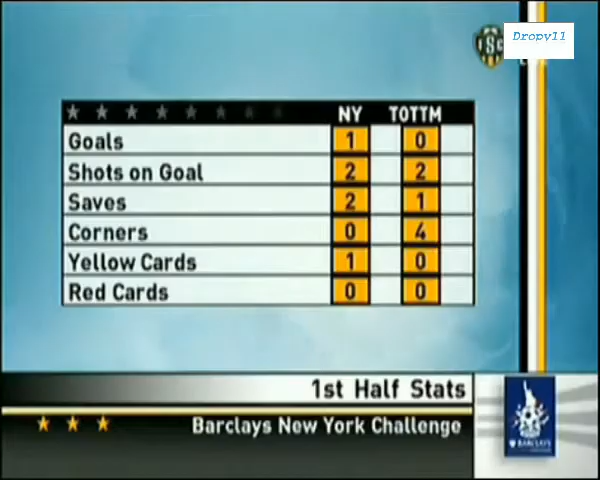 Dropy11
NY TOTTM
Goals 1 0
Shots on Goal 2 2
Saves 2 1
Corners 0 4
Yellow Cards 1 0
Red Cards 0 0
1st Half Stats
Barclays New York Challenge
BARCLAYS